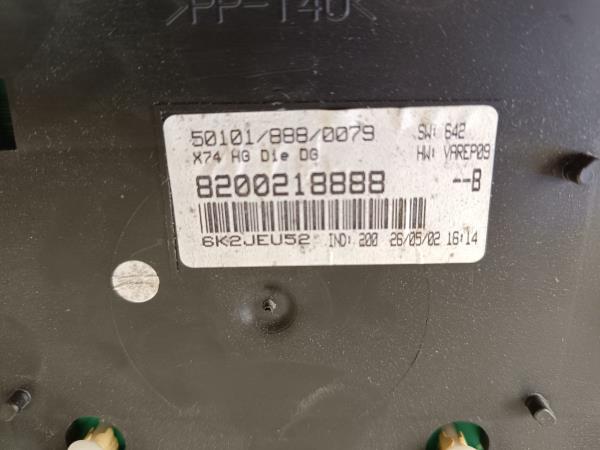 >PP-T40<
50101/888/0079 SW: 642
X74 HG Die DG HW: VAREP09
8200218888 --B
6K2JEU52 IND: 200 26/05/02 16:14